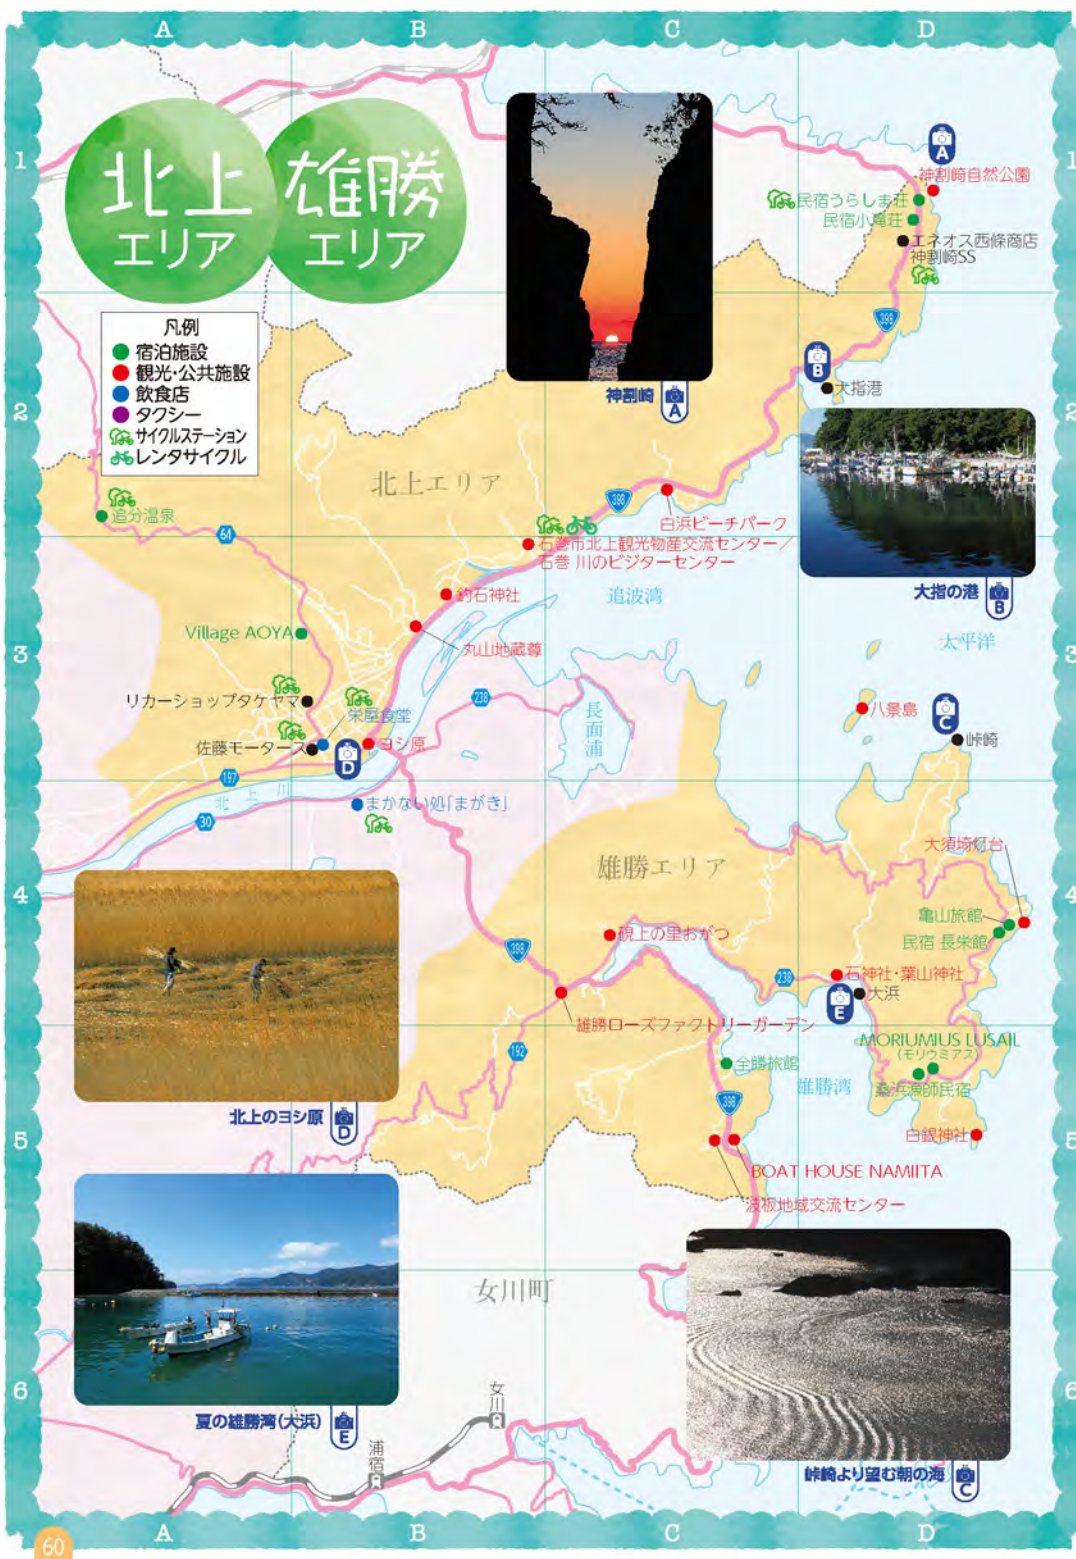 A
B
C
D
1
2
3
4
5
6
1
2
3
4
5
6
北上
エリア
雄勝
エリア
凡例
宿泊施設
観光・公共施設
飲食店
タクシー
サイクルステーション
レンタサイクル
神割崎
A
A
神割崎自然公園
民宿うらしま荘
民宿小滝荘
エネオス西條商店
神割崎SS
398
B
大指港
大指の港
B
北上エリア
398
白浜ビーチパーク
追分温泉
64
石巻市北上観光物産交流センター/
石巻 川のビジターセンター
釣石神社
追波湾
太平洋
Village AOYA
丸山地蔵尊
リカーショップタケヤマ
238
長面浦
八景島
C
峠崎
栄屋食堂
佐藤モータース
D
ヨシ原
197
北上川
30
まかない処「まがき」
雄勝エリア
大須埼灯台
亀山旅館
民宿 長栄館
398
硯上の里おがつ
238
石神社・葉山神社
大浜
E
雄勝ローズファクトリーガーデン
192
MORIUMIUS LUSAIL
(モリウミアス)
全勝旅館
雄勝湾
桑浜漁師民宿
398
白銀神社
北上のヨシ原
D
BOAT HOUSE NAMIITA
波板地域交流センター
女川町
女川
浦宿
夏の雄勝湾(大浜)
E
峠崎より望む朝の海
C
A
B
C
D
60